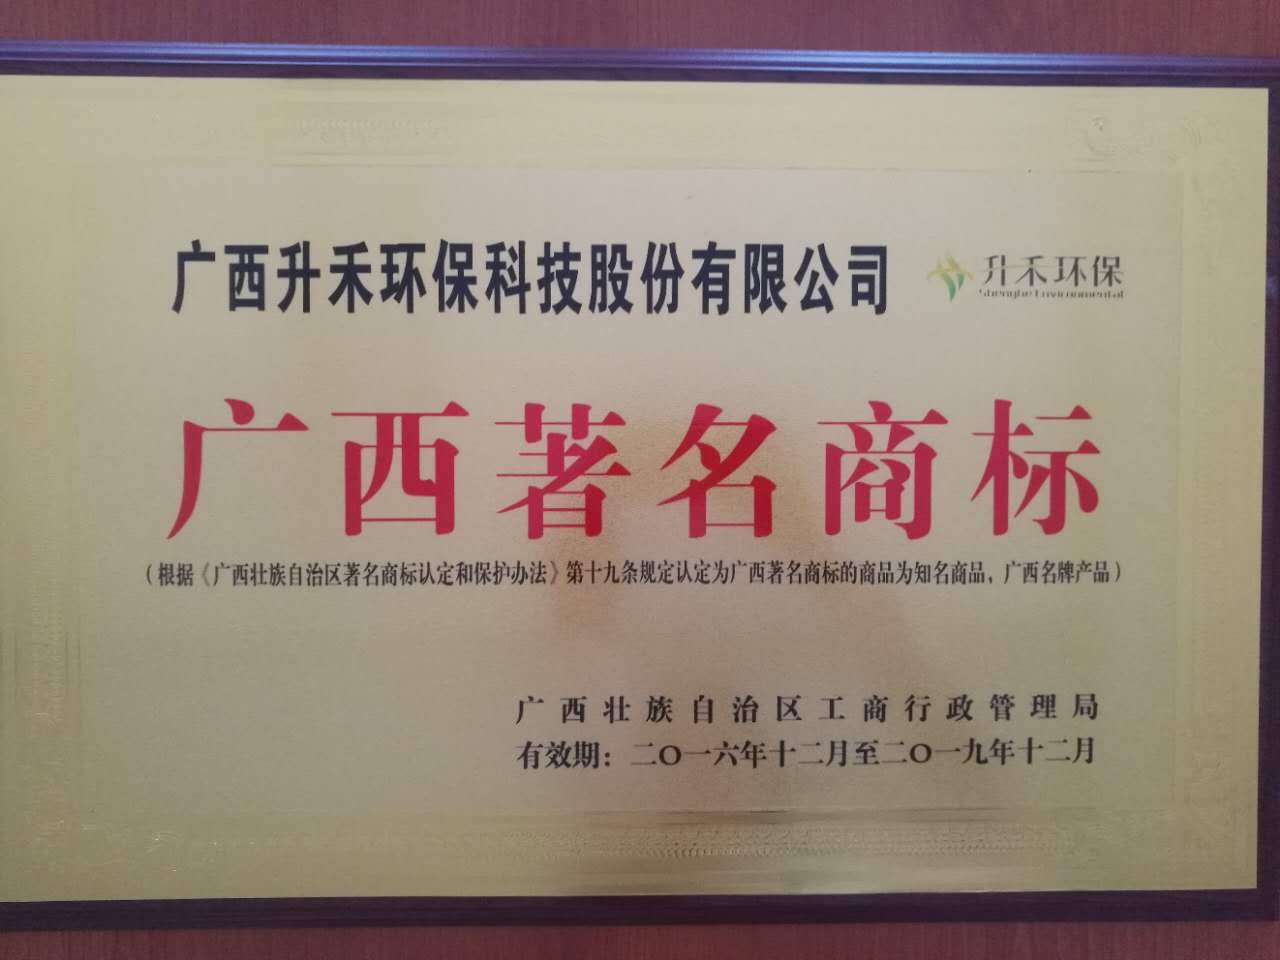 广西升禾环保科技股份有限公司 升禾环保
Shenghe Environmental
广西著名商标
（根据《广西壮族自治区著名商标认定和保护办法》第十九条规定认定为广西著名商标的商品为知名商品，广西名牌产品）
广西壮族自治区工商行政管理局
有效期：二〇一六年十二月至二〇一九年十二月